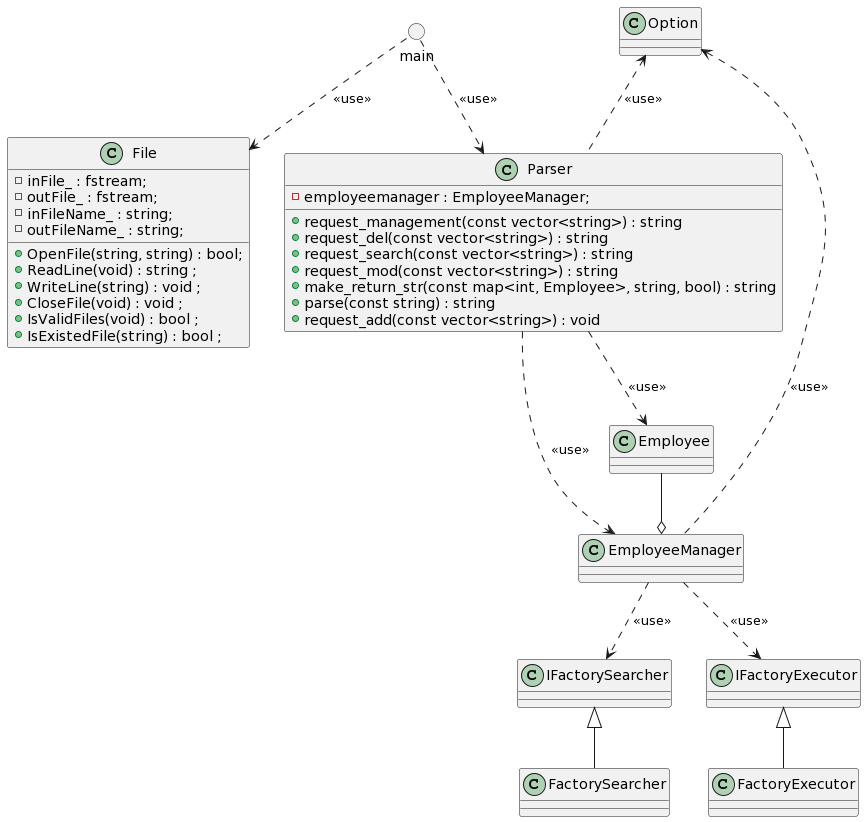 main
C Option
«use»
«use»
«use»
C File
inFile_ : fstream;
outFile_ : fstream;
inFileName_ : string;
outFileName_ : string;
OpenFile(string, string) : bool;
ReadLine(void) : string ;
WriteLine(string) : void ;
CloseFile(void) : void ;
IsValidFiles(void) : bool ;
IsExistedFile(string) : bool ;
C Parser
employeemanager : EmployeeManager;
request_management(const vector<string>) : string
request_del(const vector<string>) : string
request_search(const vector<string>) : string
request_mod(const vector<string>) : string
make_return_str(const map<int, Employee>, string, bool) : string
parse(const string) : string
request_add(const vector<string>) : void
«use»
«use»
C Employee
«use»
C EmployeeManager
«use»
«use»
C IFactorySearcher
C IFactoryExecutor
C FactorySearcher
C FactoryExecutor